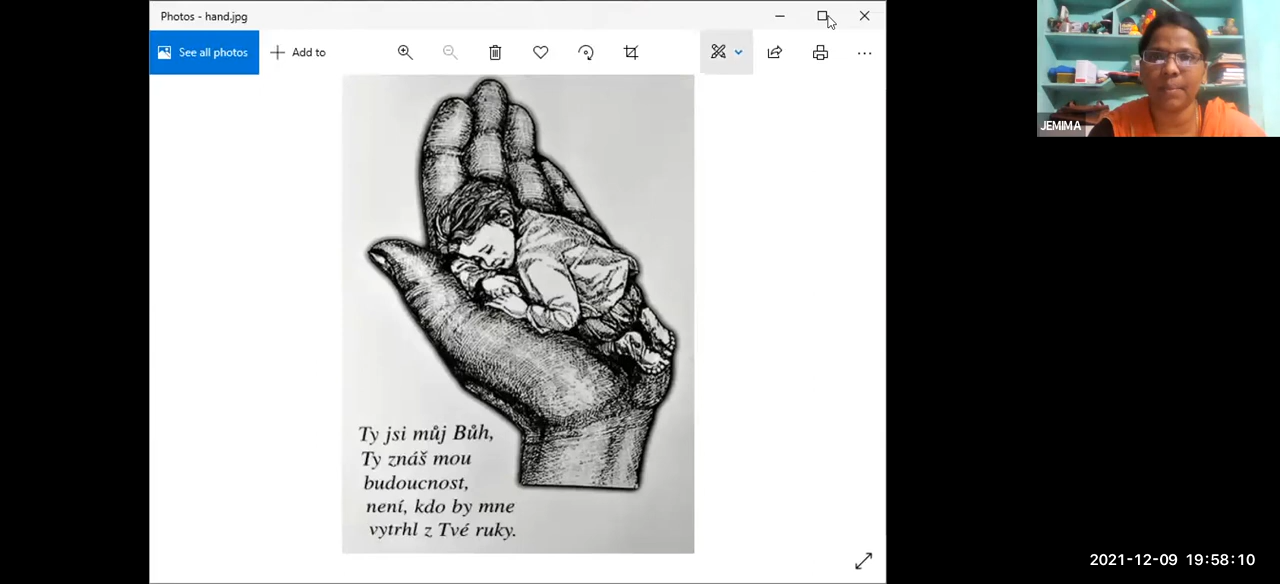 Photos - hand.jpg
See all photos
Add to
JEMIMA
Ty jsi můj Bůh,
Ty znáš mou
budoucnost,
není, kdo by mne
vytrhl z Tvé ruky.
2021-12-09 19:58:10